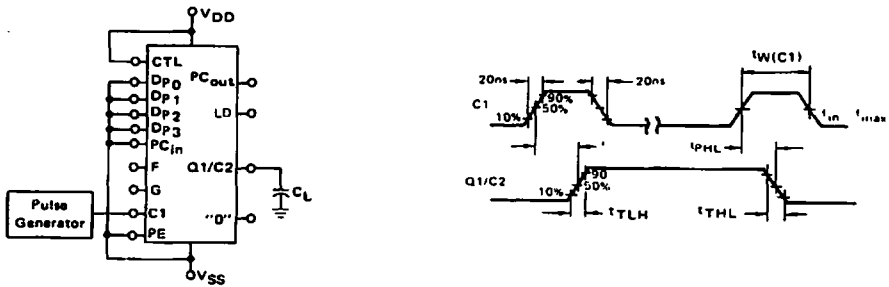 VDD
CTL
DP0
DP1
DP2
DP3
PCin
F
G
C1
PE
PCout
LD
Q1/C2
"0"
CL
Pulse
Generator
VSS
tW(C1)
20ns
20ns
C1
10%
90%
50%
fin fmax
tPHL
Q1/C2
10%
90
50%
tTLH
tTHL